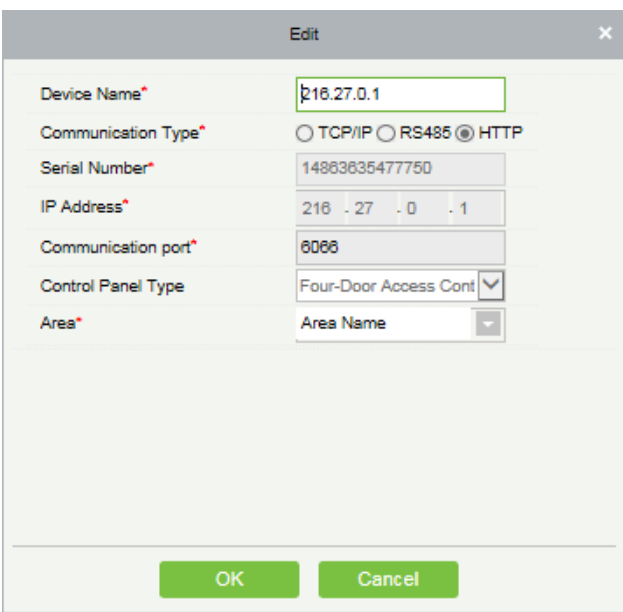 Edit
Device Name*
216.27.0.1
Communication Type*
TCP/IP RS485 HTTP
Serial Number*
14863635477750
IP Address*
216 . 27 . 0 . 1
Communication port*
6066
Control Panel Type
Four-Door Access Cont
Area*
Area Name
OK
Cancel